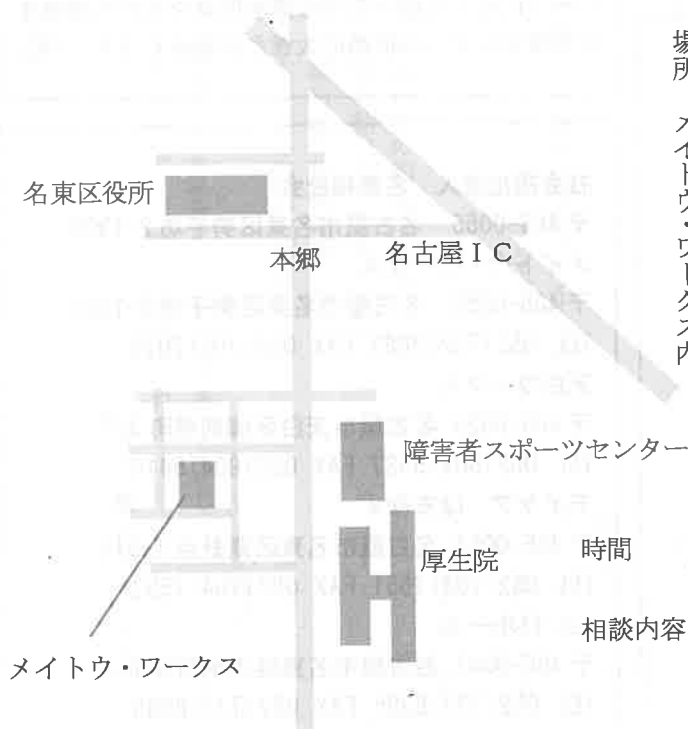 場所 メイトウ・ワークス内
名東区役所
本郷
名古屋IC
障害者スポーツセンター
厚生院
時間
相談内容
メイトウ・ワークス